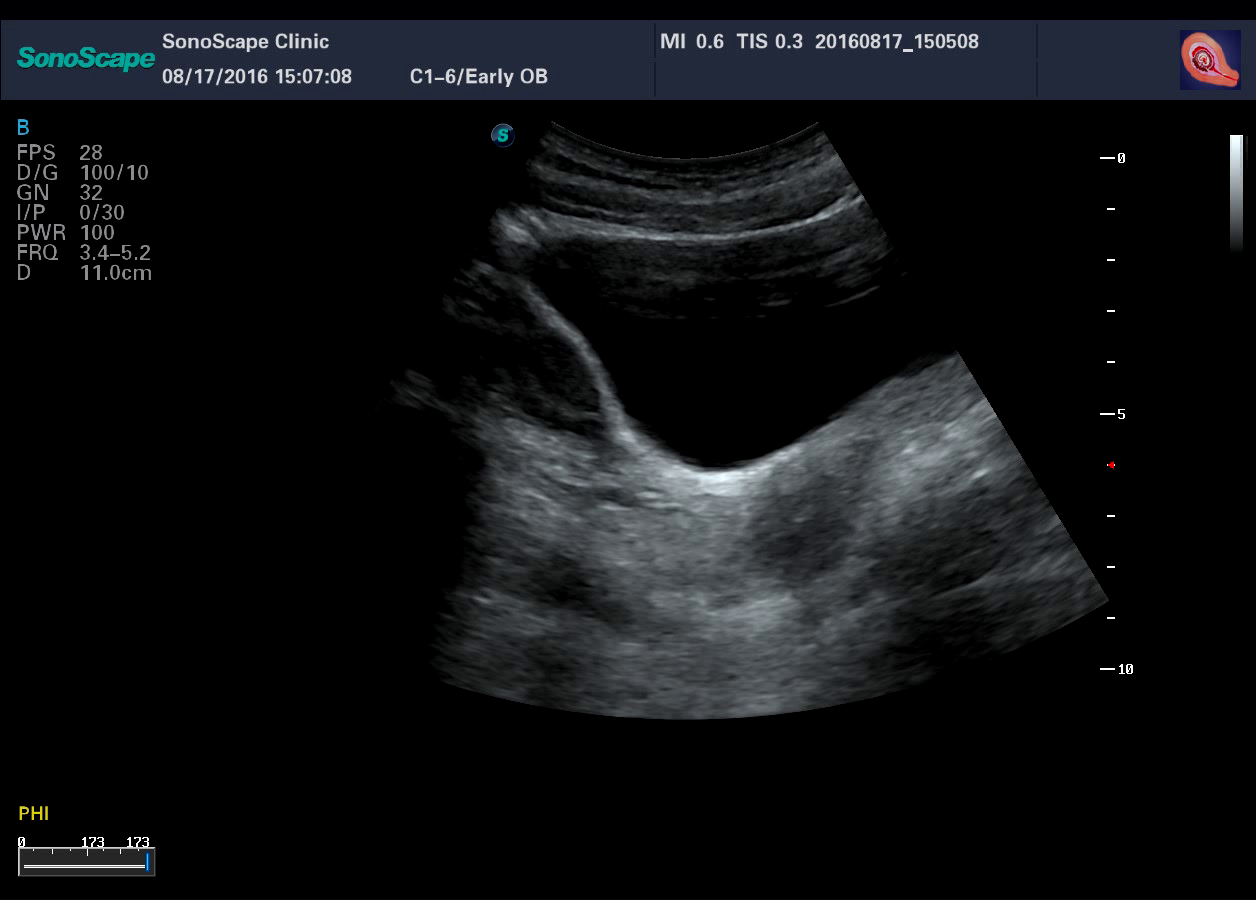 SonoScape
SonoScape Clinic
MI 0.6 TIS 0.3 20160817_150508
08/17/2016 15:07:08 C1-6/Early OB
S
B
FPS 28
D/G 100/10
GN 32
I/P 0/30
PWR 100
FRQ 3.4-5.2
D 11.0cm
0
5
10
PHI
0 173 173